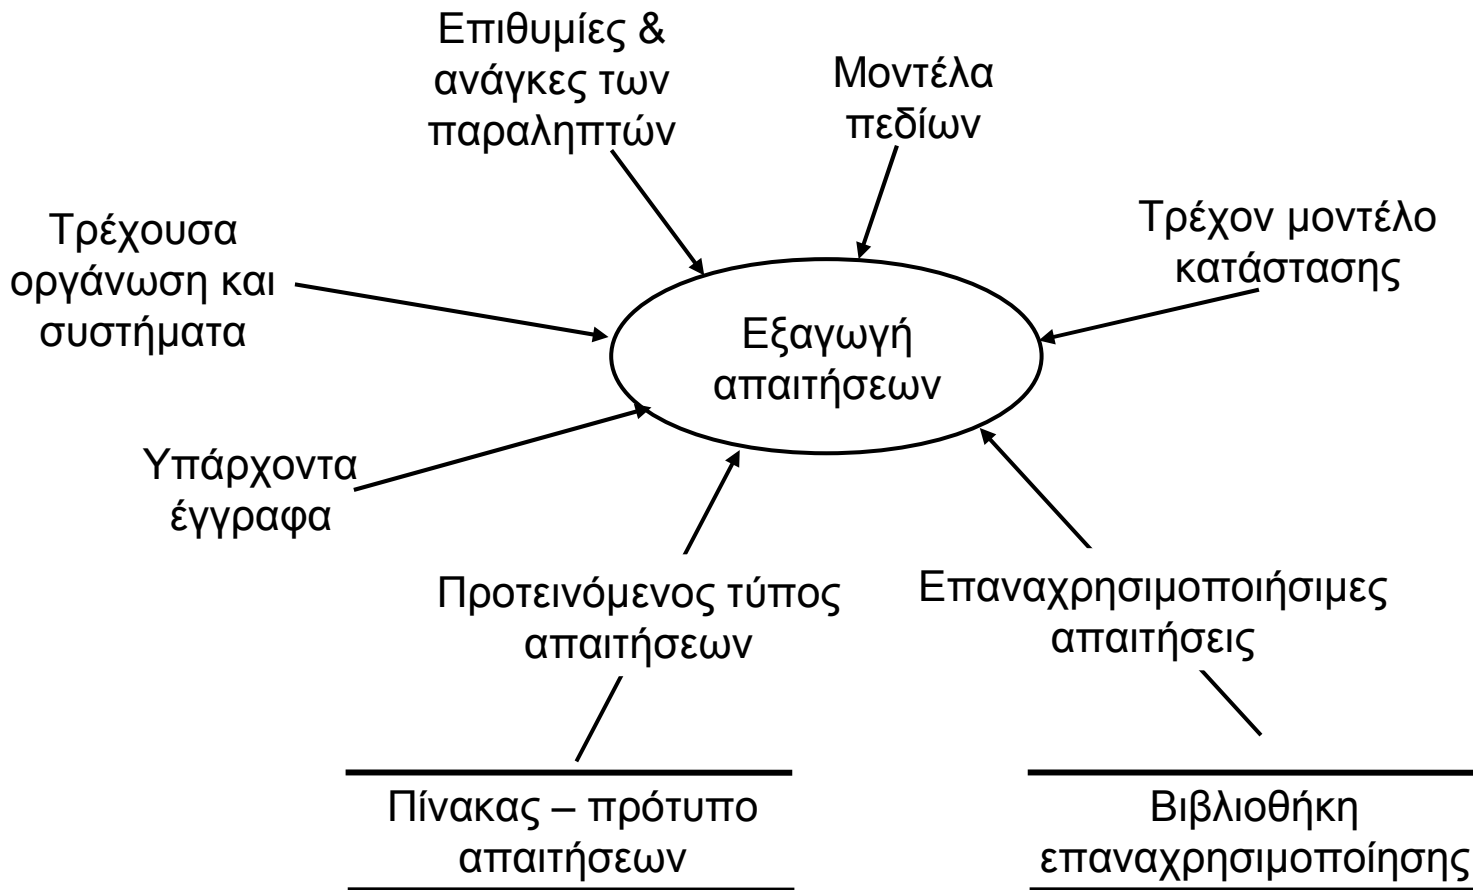 Επιθυμίες &
ανάγκες των
παραληπτών
Μοντέλα
πεδίων
Τρέχουσα
οργάνωση και
συστήματα
Τρέχον μοντέλο
κατάστασης
Εξαγωγή
απαιτήσεων
Υπάρχοντα
έγγραφα
Προτεινόμενος τύπος
απαιτήσεων
Επαναχρησιμοποιήσιμες
απαιτήσεις
Πίνακας – πρότυπο
απαιτήσεων
Βιβλιοθήκη
επαναχρησιμοποίησης